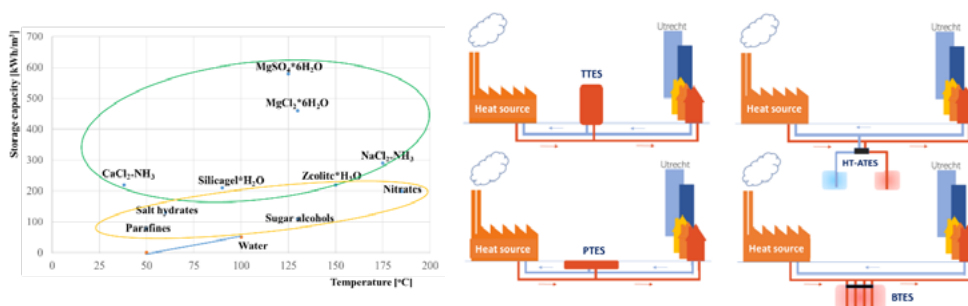 Storage capacity [kWh/m³]
700
600
500
400
300
200
100
0
0
25
50
75
100
125
150
175
200
Temperature [°C]
MgSO₄*6H₂O
MgCl₂*6H₂O
NaCl₂-NH₃
CaCl₂-NH₃
Silicagel*H₂O
Zeolite*H₂O
Nitrates
Salt hydrates
Sugar alcohols
Parafines
Water
Utrecht
TTES
Heat source
Utrecht
Heat source
HT-ATES
Utrecht
Heat source
PTES
Utrecht
Heat source
BTES